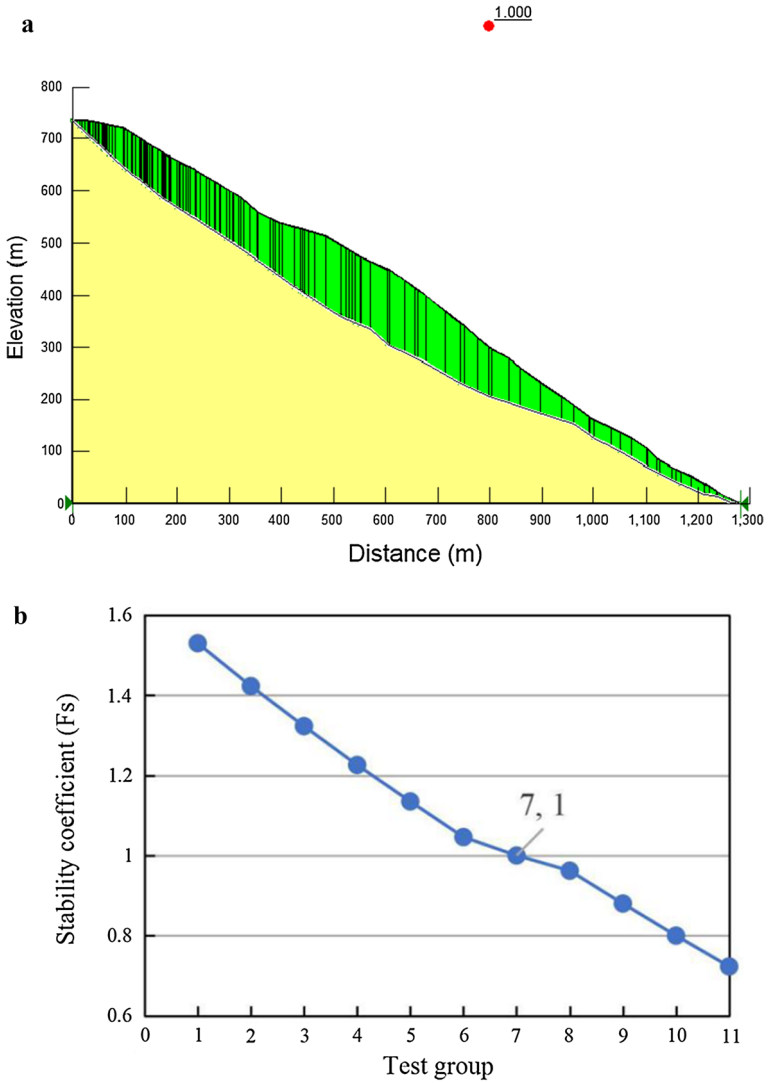 a
1.000
800
700
600
500
400
300
200
100
0
Elevation (m)
0 100 200 300 400 500 600 700 800 900 1,000 1,100 1,200 1,300
Distance (m)
b
1.6
1.4
1.2
1
0.8
0.6
Stability coefficient (Fs)
7, 1
0 1 2 3 4 5 6 7 8 9 10 11
Test group